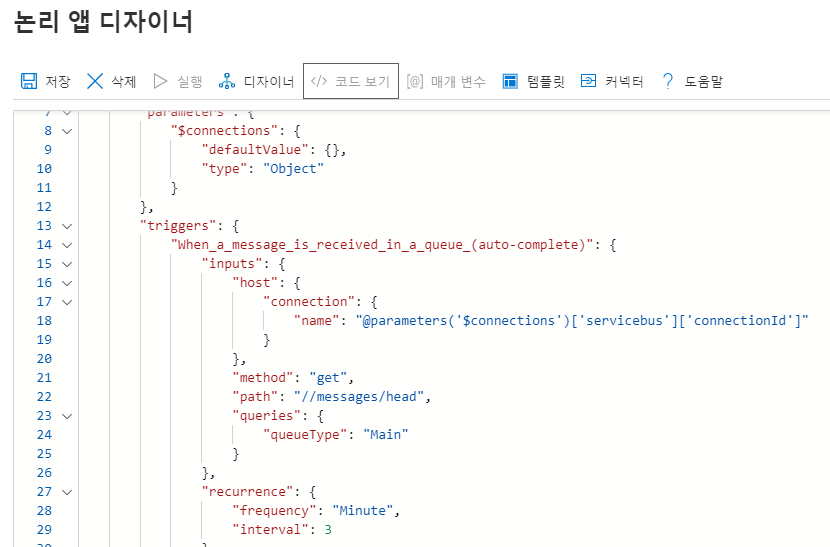 논리 앱 디자이너
저장 삭제 실행 디자이너 </> 코드 보기 [@] 매개 변수 템플릿 커넥터 ? 도움말
7 "parameters": {
8 "$connections": {
9 "defaultValue": {},
10 "type": "Object"
11 }
12 },
13 "triggers": {
14 "When_a_message_is_received_in_a_queue_(auto-complete)": {
15 "inputs": {
16 "host": {
17 "connection": {
18 "name": "@parameters('$connections')['servicebus']['connectionId']"
19 }
20 },
21 "method": "get",
22 "path": "//messages/head",
23 "queries": {
24 "queueType": "Main"
25 }
26 },
27 "recurrence": {
28 "frequency": "Minute",
29 "interval": 3